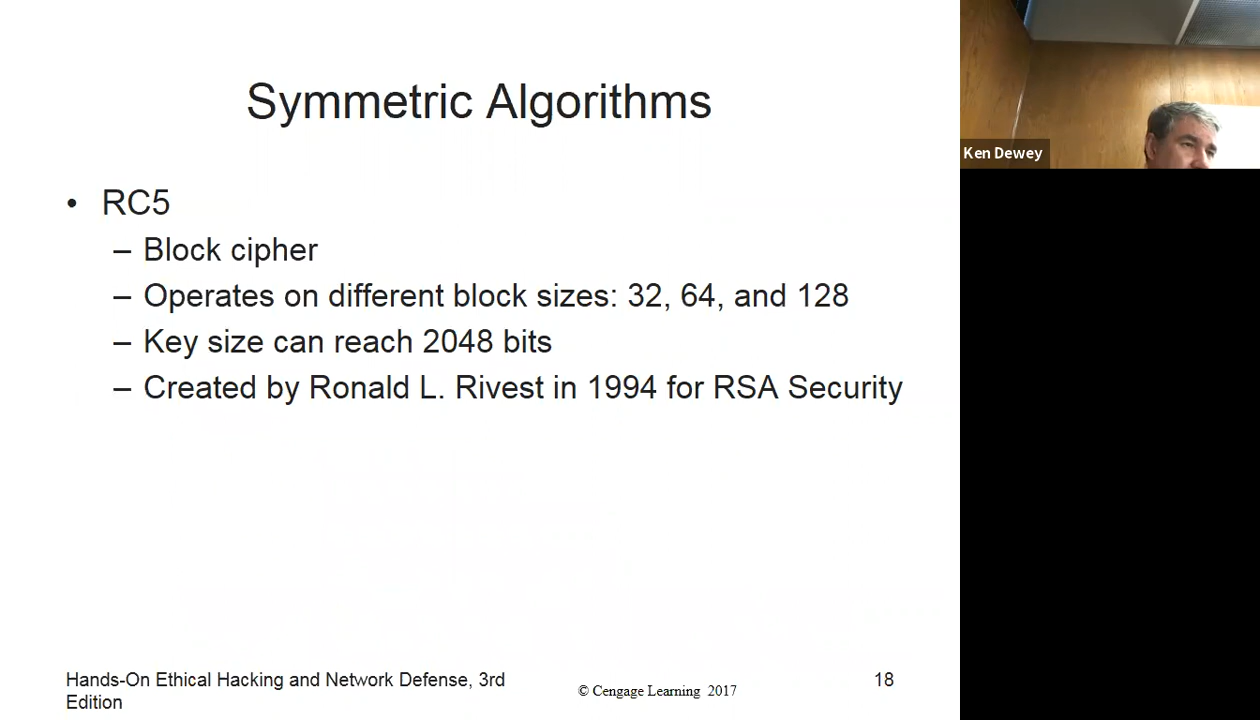 Symmetric Algorithms
Ken Dewey
• RC5
– Block cipher
– Operates on different block sizes: 32, 64, and 128
– Key size can reach 2048 bits
– Created by Ronald L. Rivest in 1994 for RSA Security
Hands-On Ethical Hacking and Network Defense, 3rd
Edition
© Cengage Learning 2017
18